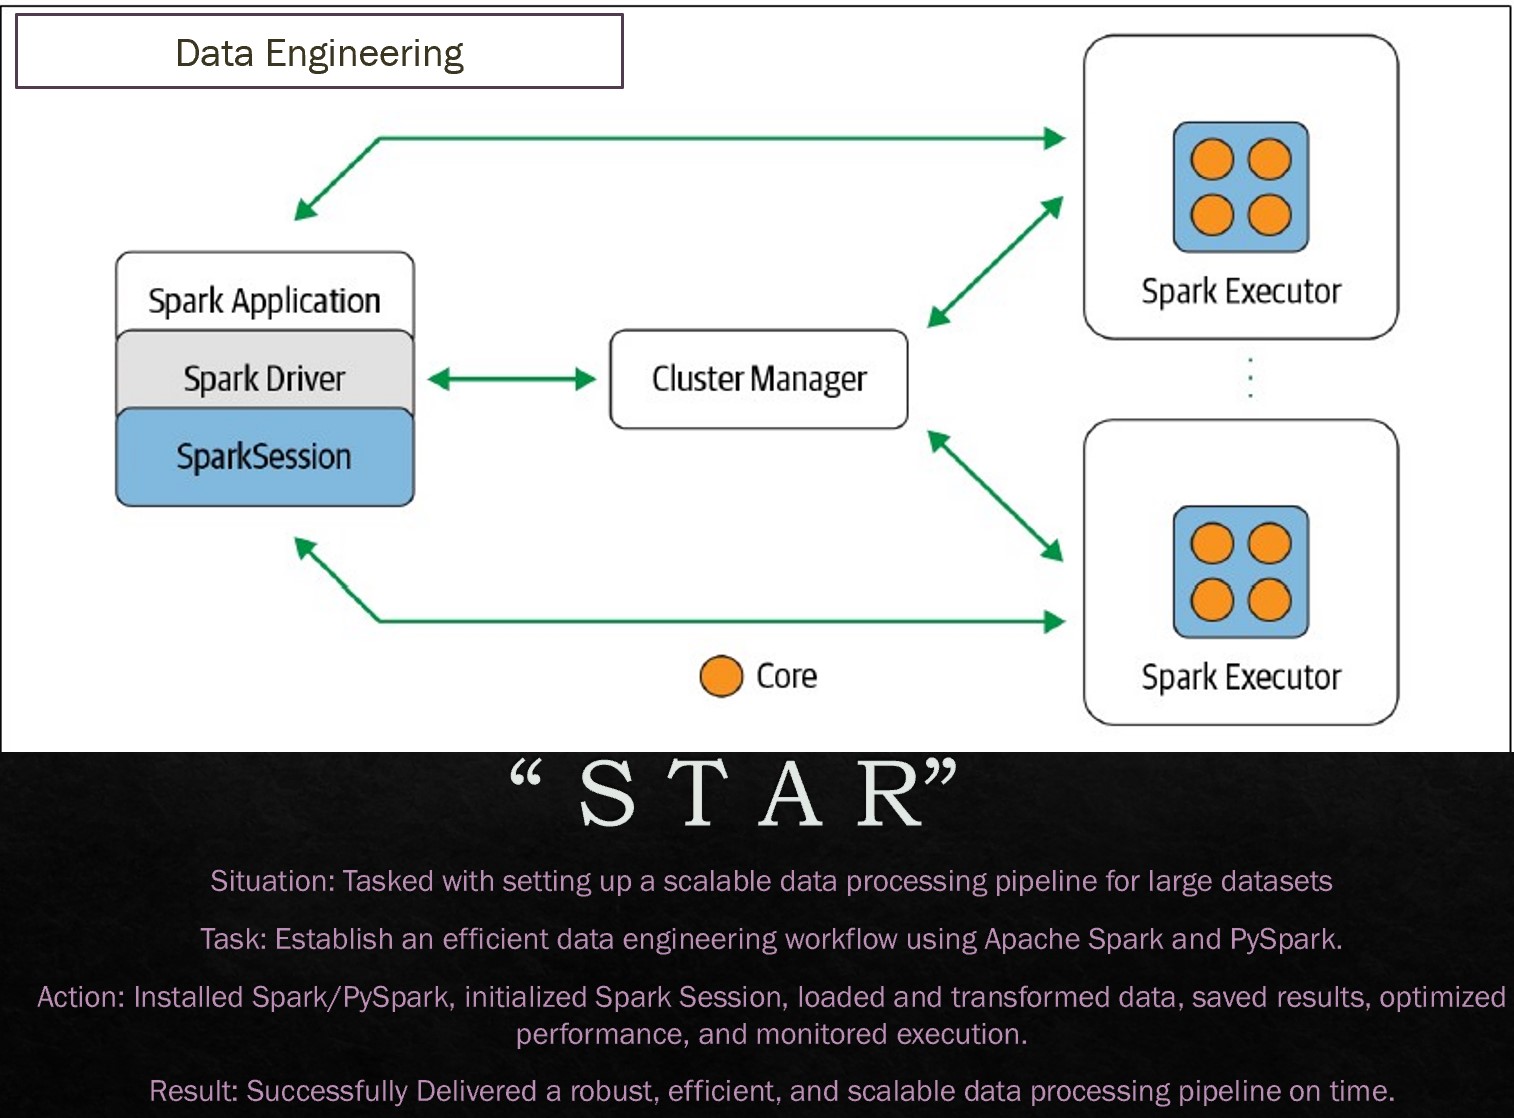 Data Engineering
Spark Application
Spark Driver
SparkSession
Cluster Manager
Spark Executor
Spark Executor
Core
“ S T A R”
Situation: Tasked with setting up a scalable data processing pipeline for large datasets
Task: Establish an efficient data engineering workflow using Apache Spark and PySpark.
Action: Installed Spark/PySpark, initialized Spark Session, loaded and transformed data, saved results, optimized
performance, and monitored execution.
Result: Successfully Delivered a robust, efficient, and scalable data processing pipeline on time.